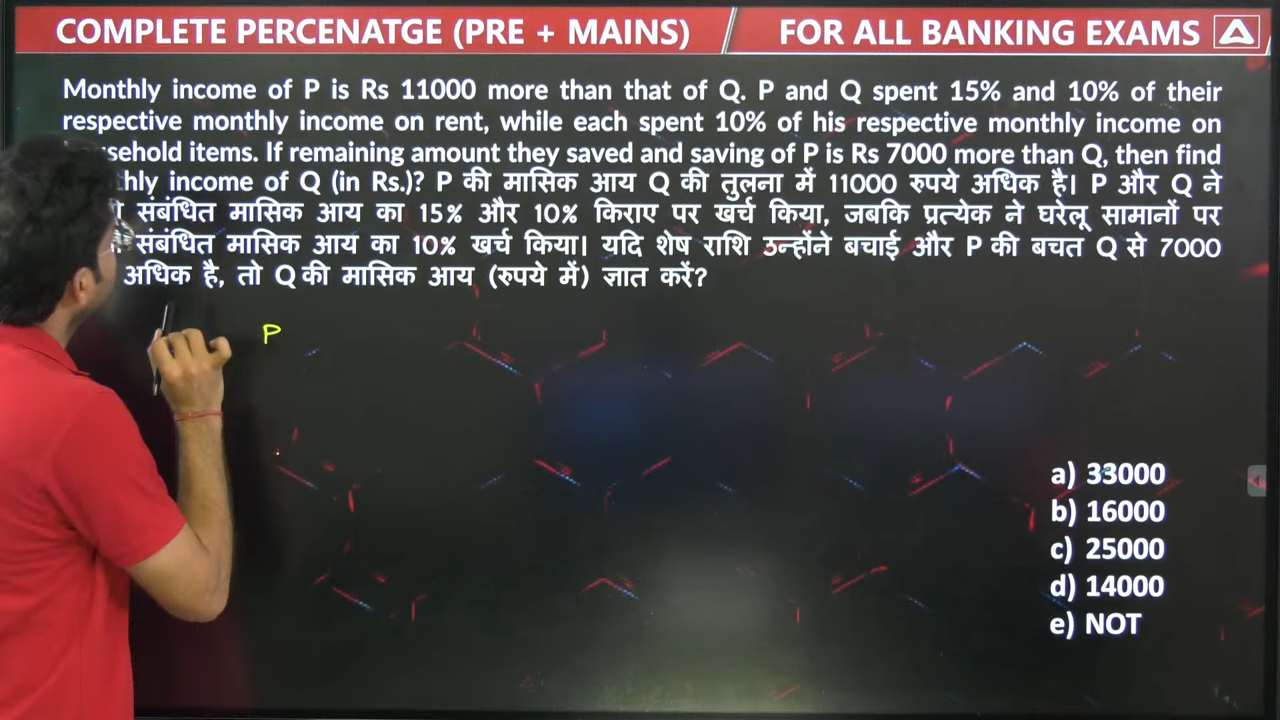 COMPLETE PERCENATGE (PRE + MAINS) FOR ALL BANKING EXAMS
Monthly income of P is Rs 11000 more than that of Q. P and Q spent 15% and 10% of their
respective monthly income on rent, while each spent 10% of his respective monthly income on
items. If remaining amount they saved and saving of P is Rs 7000 more than Q, then find
income of Q (in Rs.)? P की मासिक आय Q की तुलना में 11000 रुपये अधिक है। P और Q ने
संबंधित मासिक आय का 15% और 10% किराए पर खर्च किया, जबकि प्रत्येक ने घरेलू सामानों पर
संबंधित मासिक आय का 10% खर्च किया। यदि शेष राशि उन्होंने बचाई और P की बचत Q से 7000
अधिक है, तो Q की मासिक आय (रुपये में) ज्ञात करें?
P
a) 33000
b) 16000
c) 25000
d) 14000
e) NOT